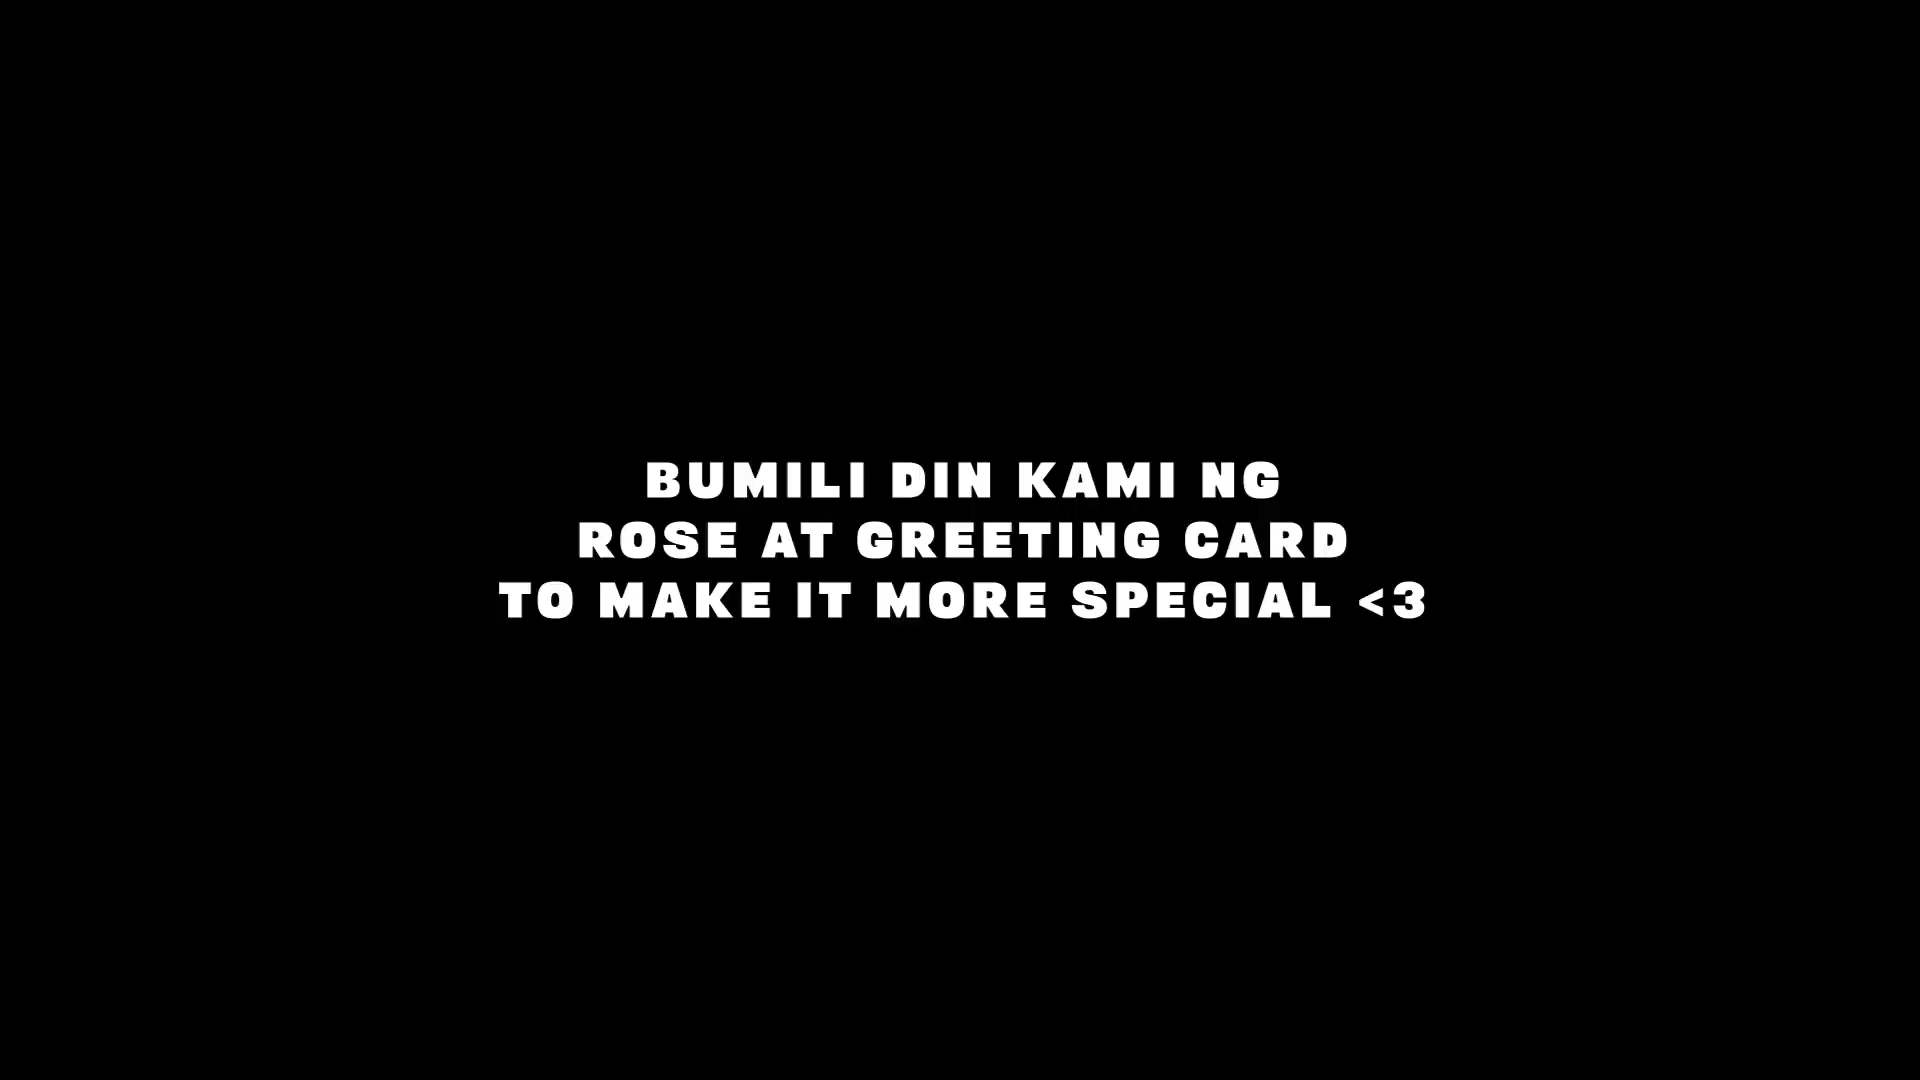 BUMILI DIN KAMI NG
ROSE AT GREETING CARD
TO MAKE IT MORE SPECIAL <3